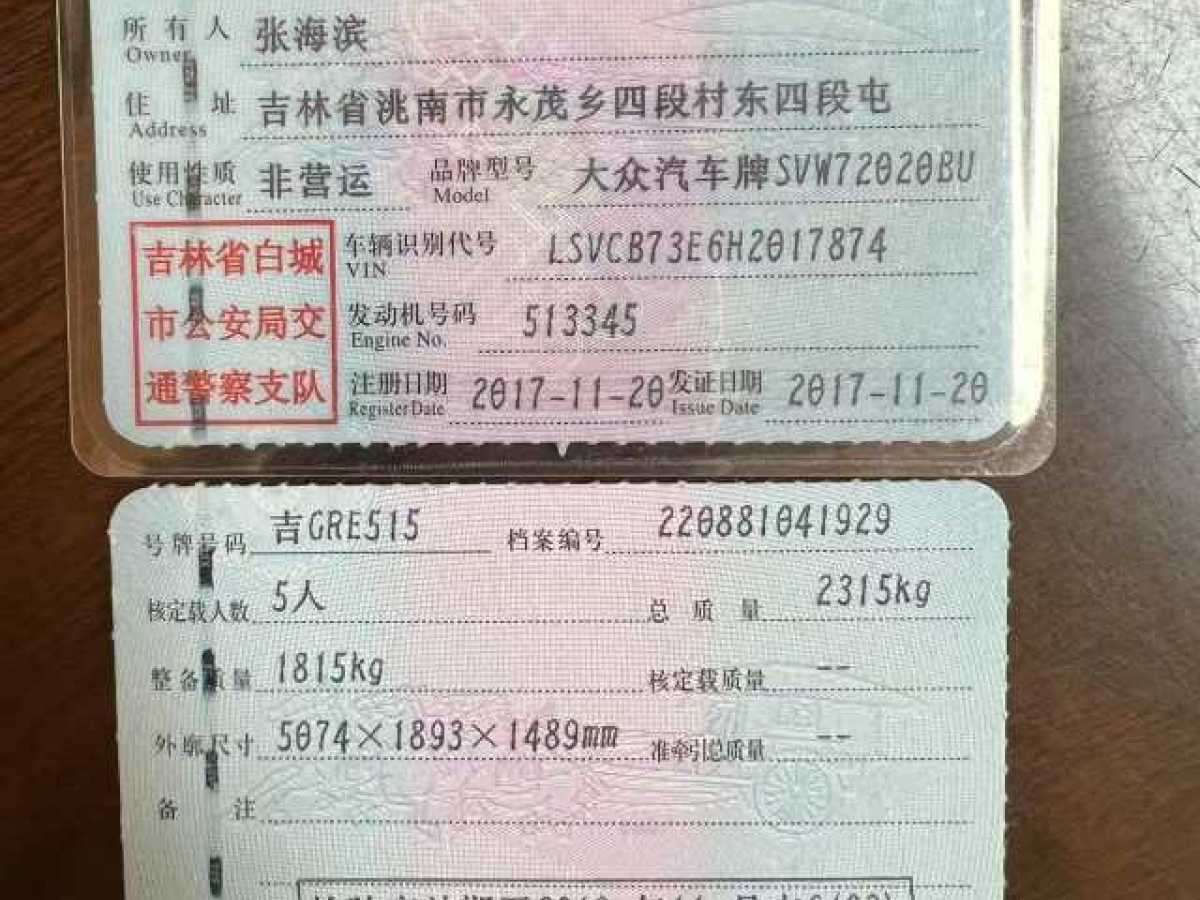 所有人 张海滨
Owner
住址 吉林省洮南市永茂乡四段村东四段屯
Address
使用性质 非营运 品牌型号 大众汽车牌SVW72020BU
Use Character Model
吉林省白城
市公安局交
通警察支队
车辆识别代号 LSVCB73E6H2017874
VIN
发动机号码 513345
Engine No.
注册日期 2017-11-20 发证日期 2017-11-20
Register Date Issue Date
号牌号码 吉GRE515 档案编号 220881041929
核定载人数 5人 总质量 2315kg
整备质量 1815kg 核定载质量 --
外廓尺寸 5074×1893×1489mm 准牵引总质量 --
备注